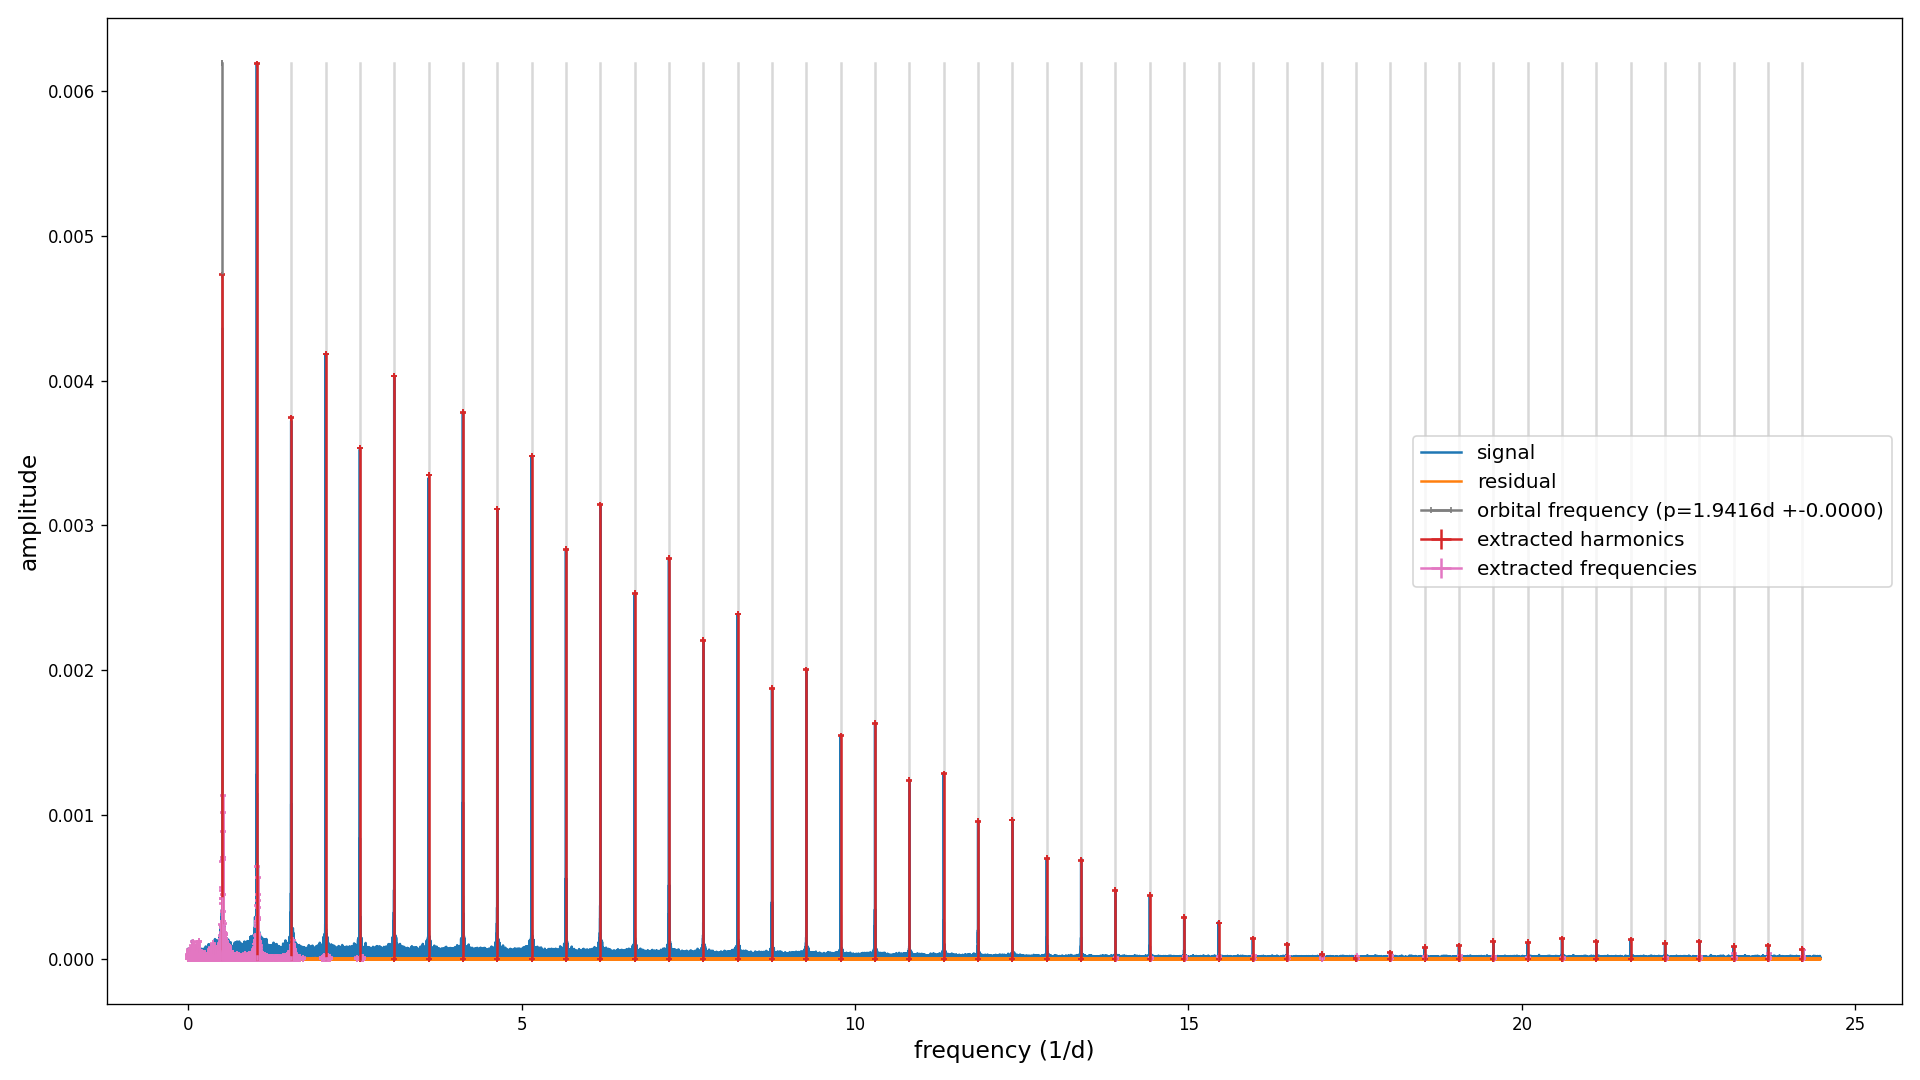 amplitude
0.006
0.005
0.004
0.003
0.002
0.001
0.000
signal
residual
orbital frequency (p=1.9416d +-0.0000)
extracted harmonics
extracted frequencies
0 5 10 15 20 25
frequency (1/d)